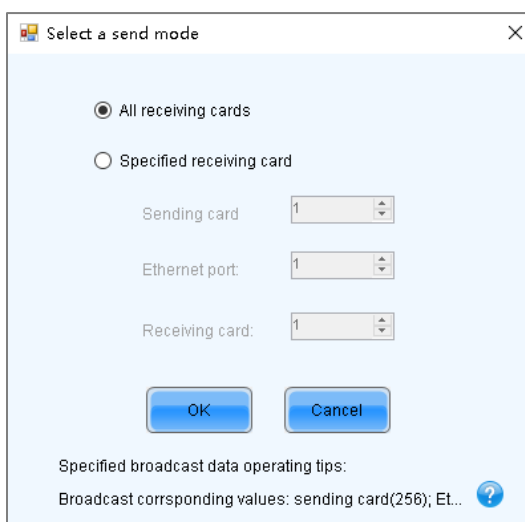 Select a send mode
All receiving cards
Specified receiving card
Sending card 1
Ethernet port: 1
Receiving card: 1
OK Cancel
Specified broadcast data operating tips:
Broadcast corrsponding values: sending card(256); Et... ?